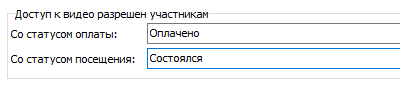 Доступ к видео разрешен участникам
Со статусом оплаты: Оплачено
Со статусом посещения: Состоялся